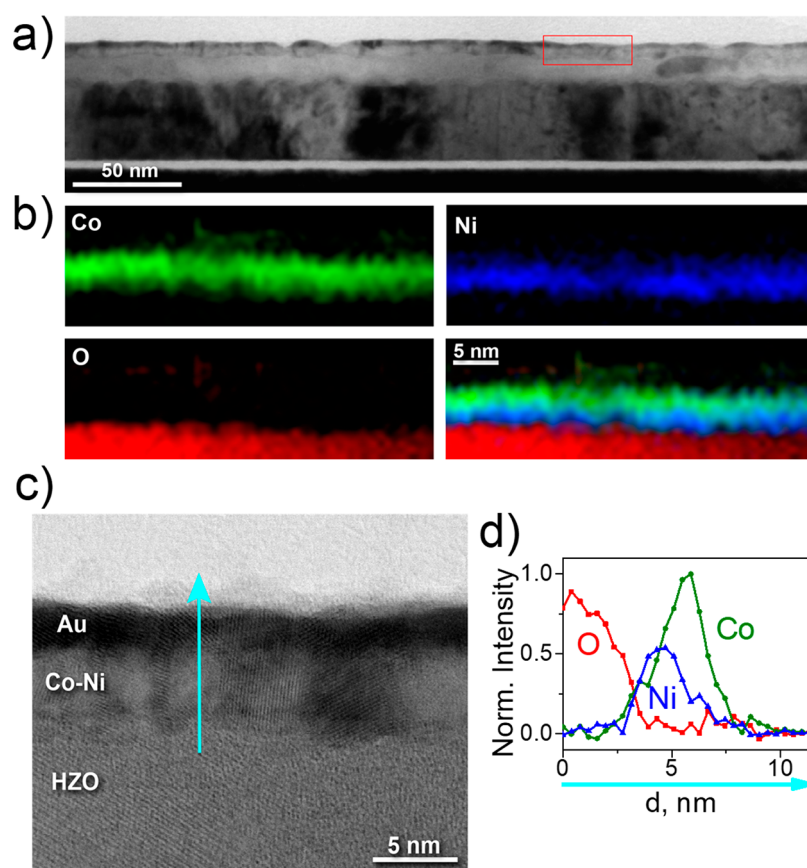 a)
50 nm
b)
Co
Ni
O
5 nm
c)
Au
Co-Ni
HZO
5 nm
d)
Norm. Intensity
1.0
0.5
0.0
O
Ni
Co
0 5 10
d, nm